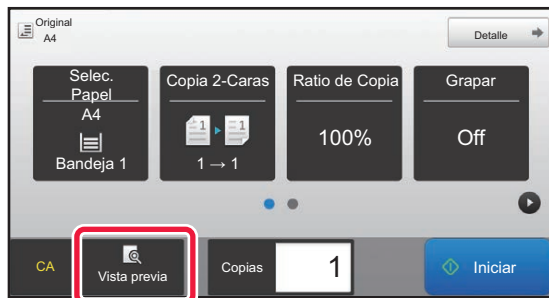 Original
A4
Detalle
Selec.
Papel
A4
Bandeja 1
Copia 2-Caras
1 1
1 → 1
Ratio de Copia
100%
Grapar
Off
CA
Vista previa
Copias
1
Iniciar